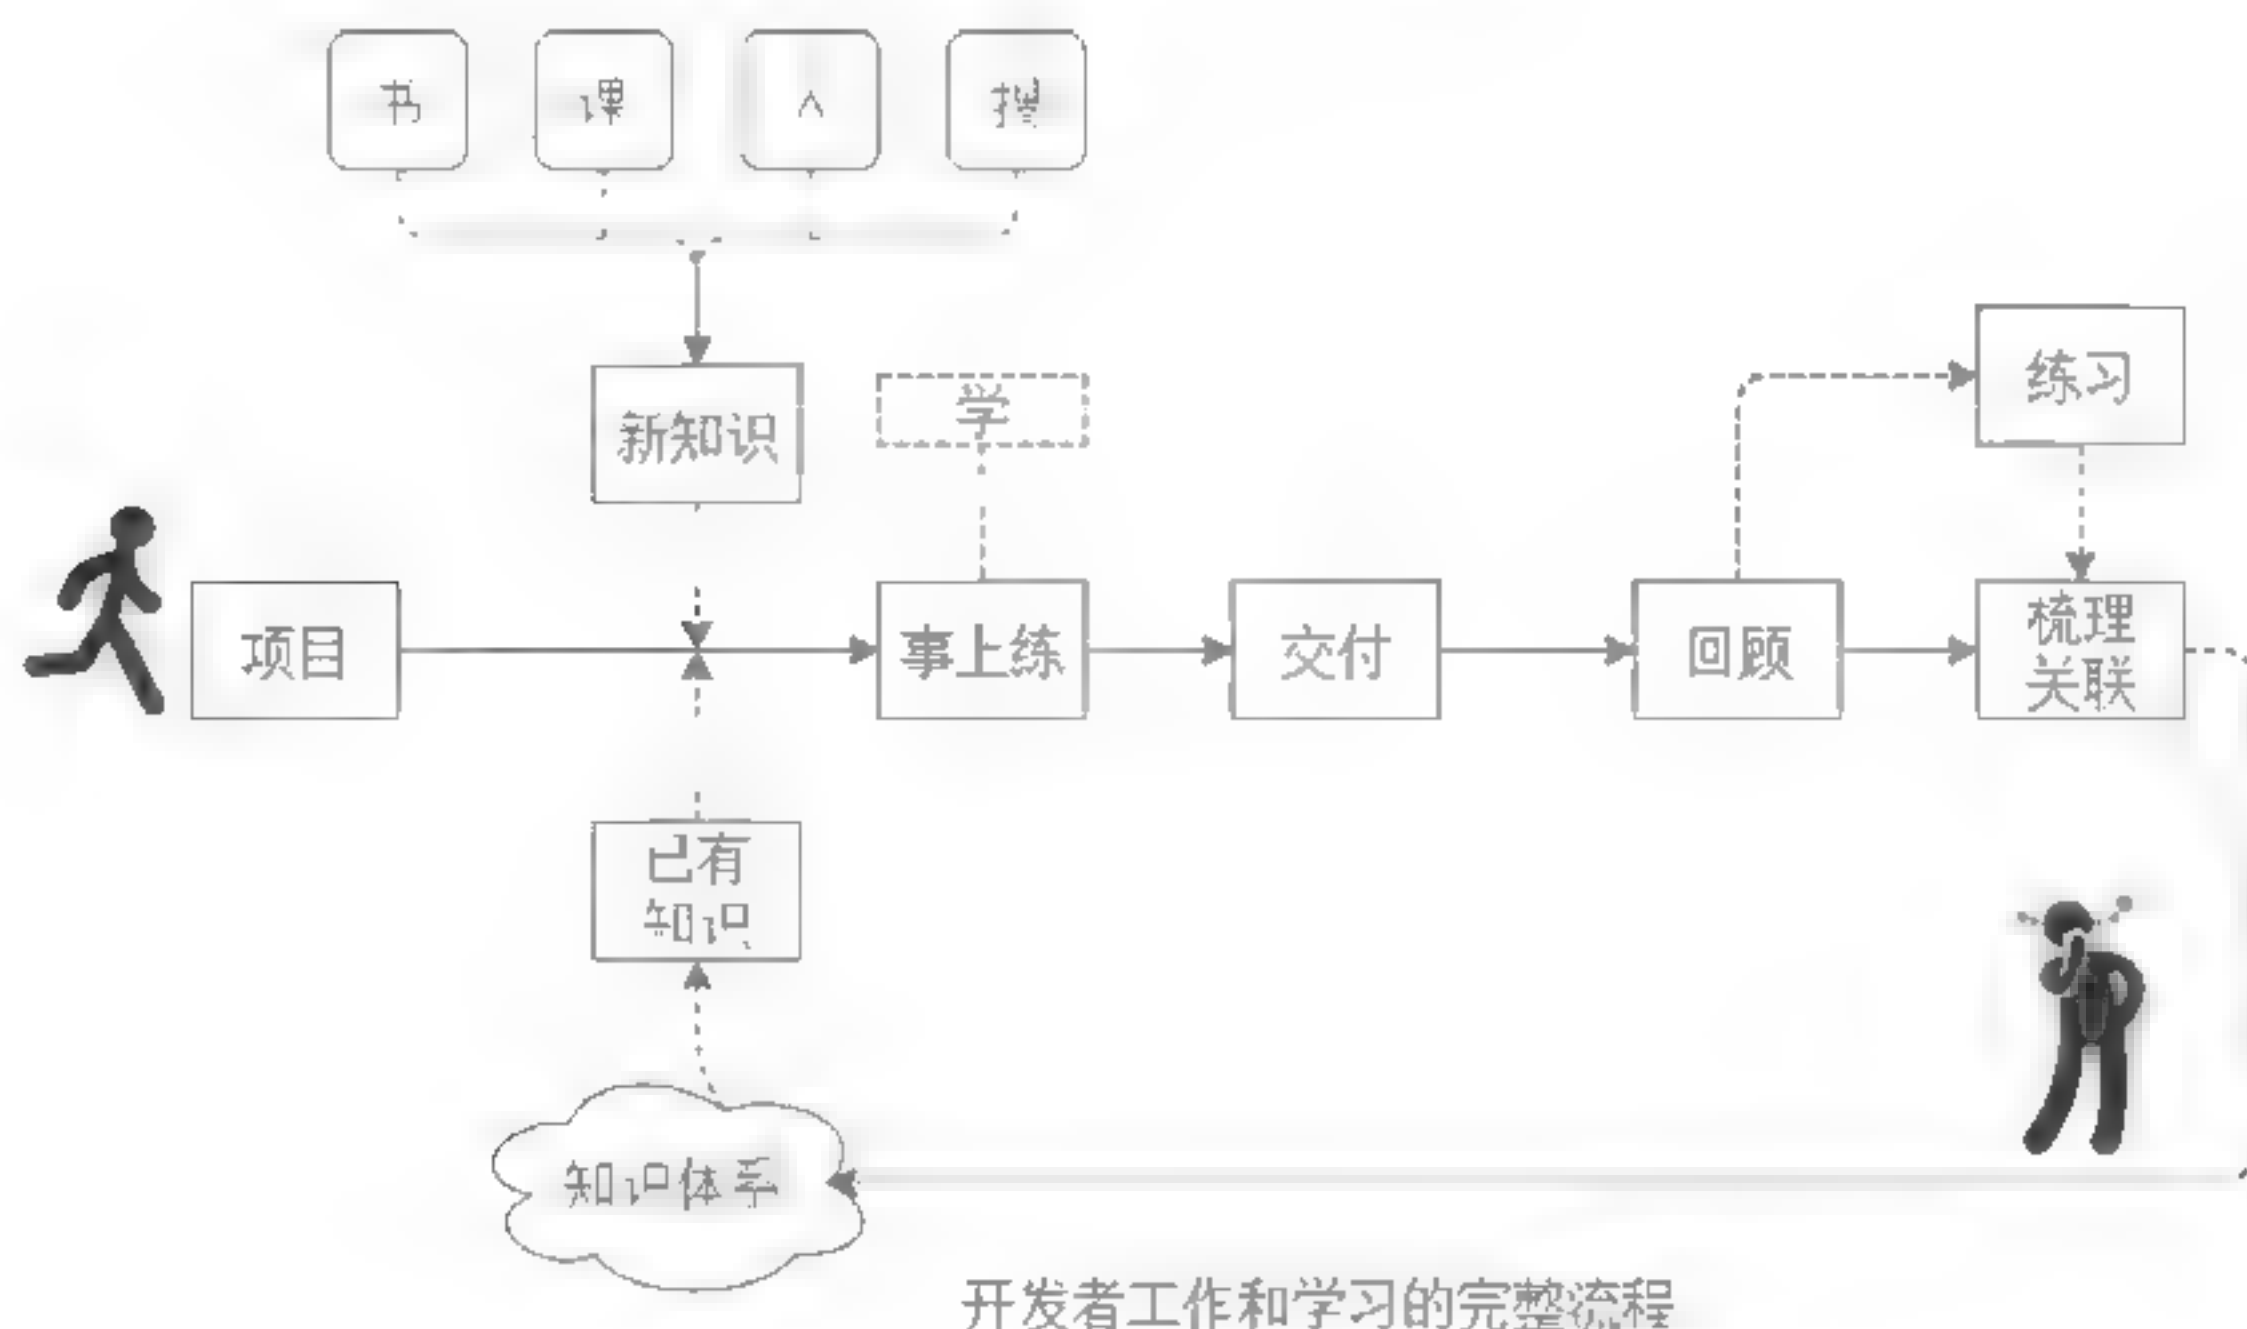 书
课
人
搜
新知识
学
练习
项目
事上练
交付
回顾
梳理
关联
已有
知识
知识体系
开发者工作和学习的完整流程